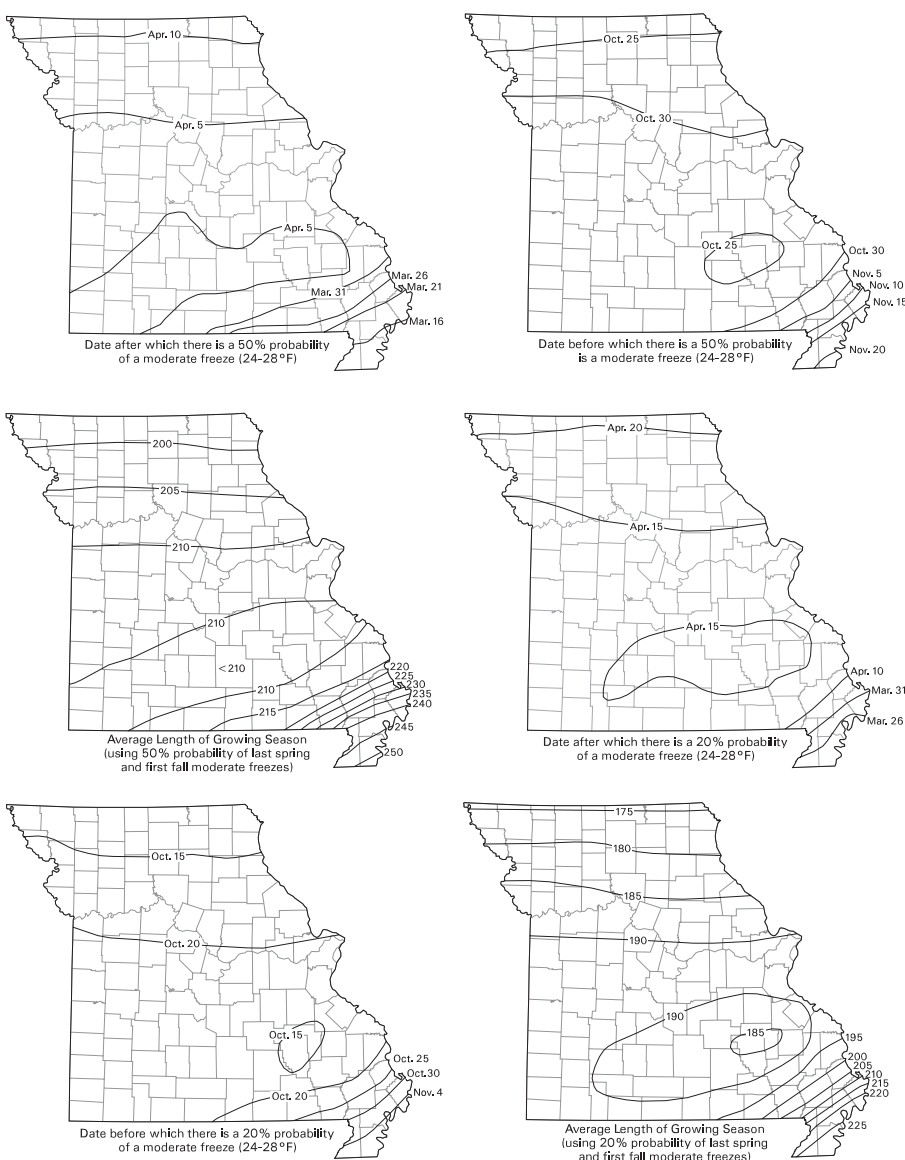 Apr. 10
Apr. 5
Apr. 5
Mar. 26
Mar. 21
Mar. 31
Mar. 16
Date after which there is a 50% probability
of a moderate freeze (24–28°F)
Oct. 25
Oct. 30
Oct. 25
Oct. 30
Nov. 5
Nov. 10
Nov. 15
Nov. 20
Date before which there is a 50% probability
is a moderate freeze (24–28°F)
200
205
210
210
<210
210
215
220
225
230
235
240
245
250
Average Length of Growing Season
(using 50% probability of last spring
and first fall moderate freezes)
Apr. 20
Apr. 15
Apr. 15
Apr. 10
Mar. 31
Mar. 26
Date after which there is a 20% probability
of a moderate freeze (24–28°F)
Oct. 15
Oct. 20
Oct. 15
Oct. 25
Oct. 30
Nov. 4
Oct. 20
Date before which there is a 20% probability
of a moderate freeze (24–28°F)
175
180
185
190
190
185
195
200
205
210
215
220
225
Average Length of Growing Season
(using 20% probability of last spring
and first fall moderate freezes)